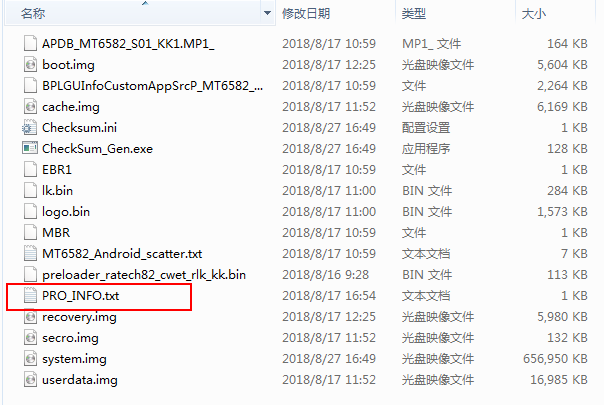 名称 修改日期 类型 大小
APDB_MT6582_S01_KK1.MP1_ 2018/8/17 10:59 MP1_ 文件 164 KB
boot.img 2018/8/17 12:25 光盘映像文件 5,604 KB
BPLGUInfoCustomAppSrcP_MT6582_... 2018/8/17 10:59 文件 2,264 KB
cache.img 2018/8/17 11:52 光盘映像文件 6,169 KB
Checksum.ini 2018/8/27 16:49 配置设置 1 KB
CheckSum_Gen.exe 2018/8/27 16:49 应用程序 128 KB
EBR1 2018/8/17 10:59 文件 1 KB
lk.bin 2018/8/17 11:00 BIN 文件 284 KB
logo.bin 2018/8/17 11:00 BIN 文件 1,573 KB
MBR 2018/8/17 10:59 文件 1 KB
MT6582_Android_scatter.txt 2018/8/17 10:59 文本文档 7 KB
preloader_ratech82_cwet_rlk_kk.bin 2018/8/16 9:28 BIN 文件 113 KB
PRO_INFO.txt 2018/8/17 16:54 文本文档 1 KB
recovery.img 2018/8/17 12:25 光盘映像文件 5,980 KB
secro.img 2018/8/17 11:52 光盘映像文件 132 KB
system.img 2018/8/27 16:49 光盘映像文件 656,950 KB
userdata.img 2018/8/17 11:52 光盘映像文件 16,985 KB